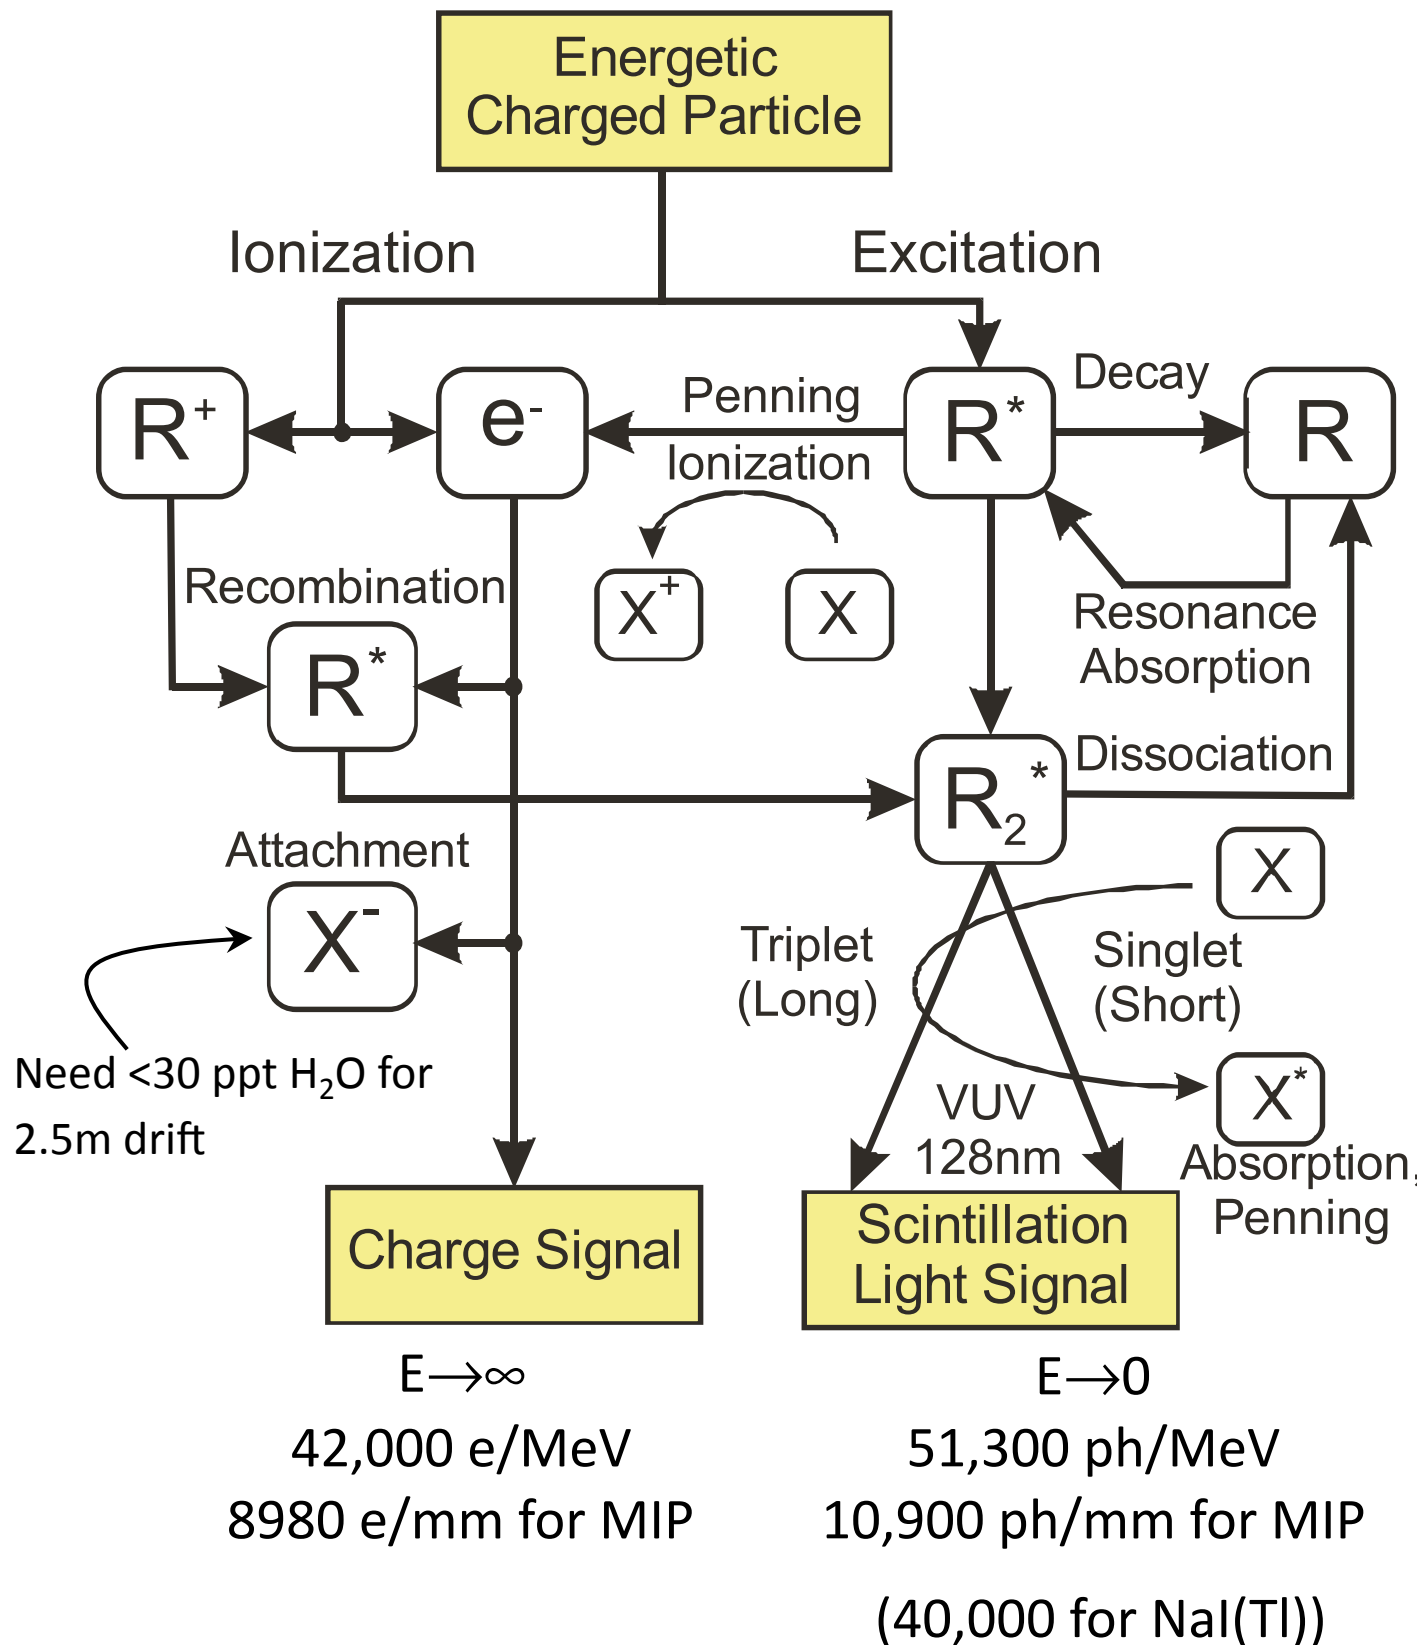 Energetic
Charged Particle
Ionization
Excitation
R⁺
e⁻
Penning
Ionization
R*
Decay
R
X⁺
X
Recombination
R*
Resonance
Absorption
R₂*
Dissociation
Attachment
X⁻
Triplet
(Long)
Singlet
(Short)
X
X*
Absorption,
Penning
Need <30 ppt H₂O for
2.5m drift
VUV
128nm
Charge Signal
Scintillation
Light Signal
E→∞
42,000 e/MeV
8980 e/mm for MIP
E→0
51,300 ph/MeV
10,900 ph/mm for MIP
(40,000 for NaI(Tl))